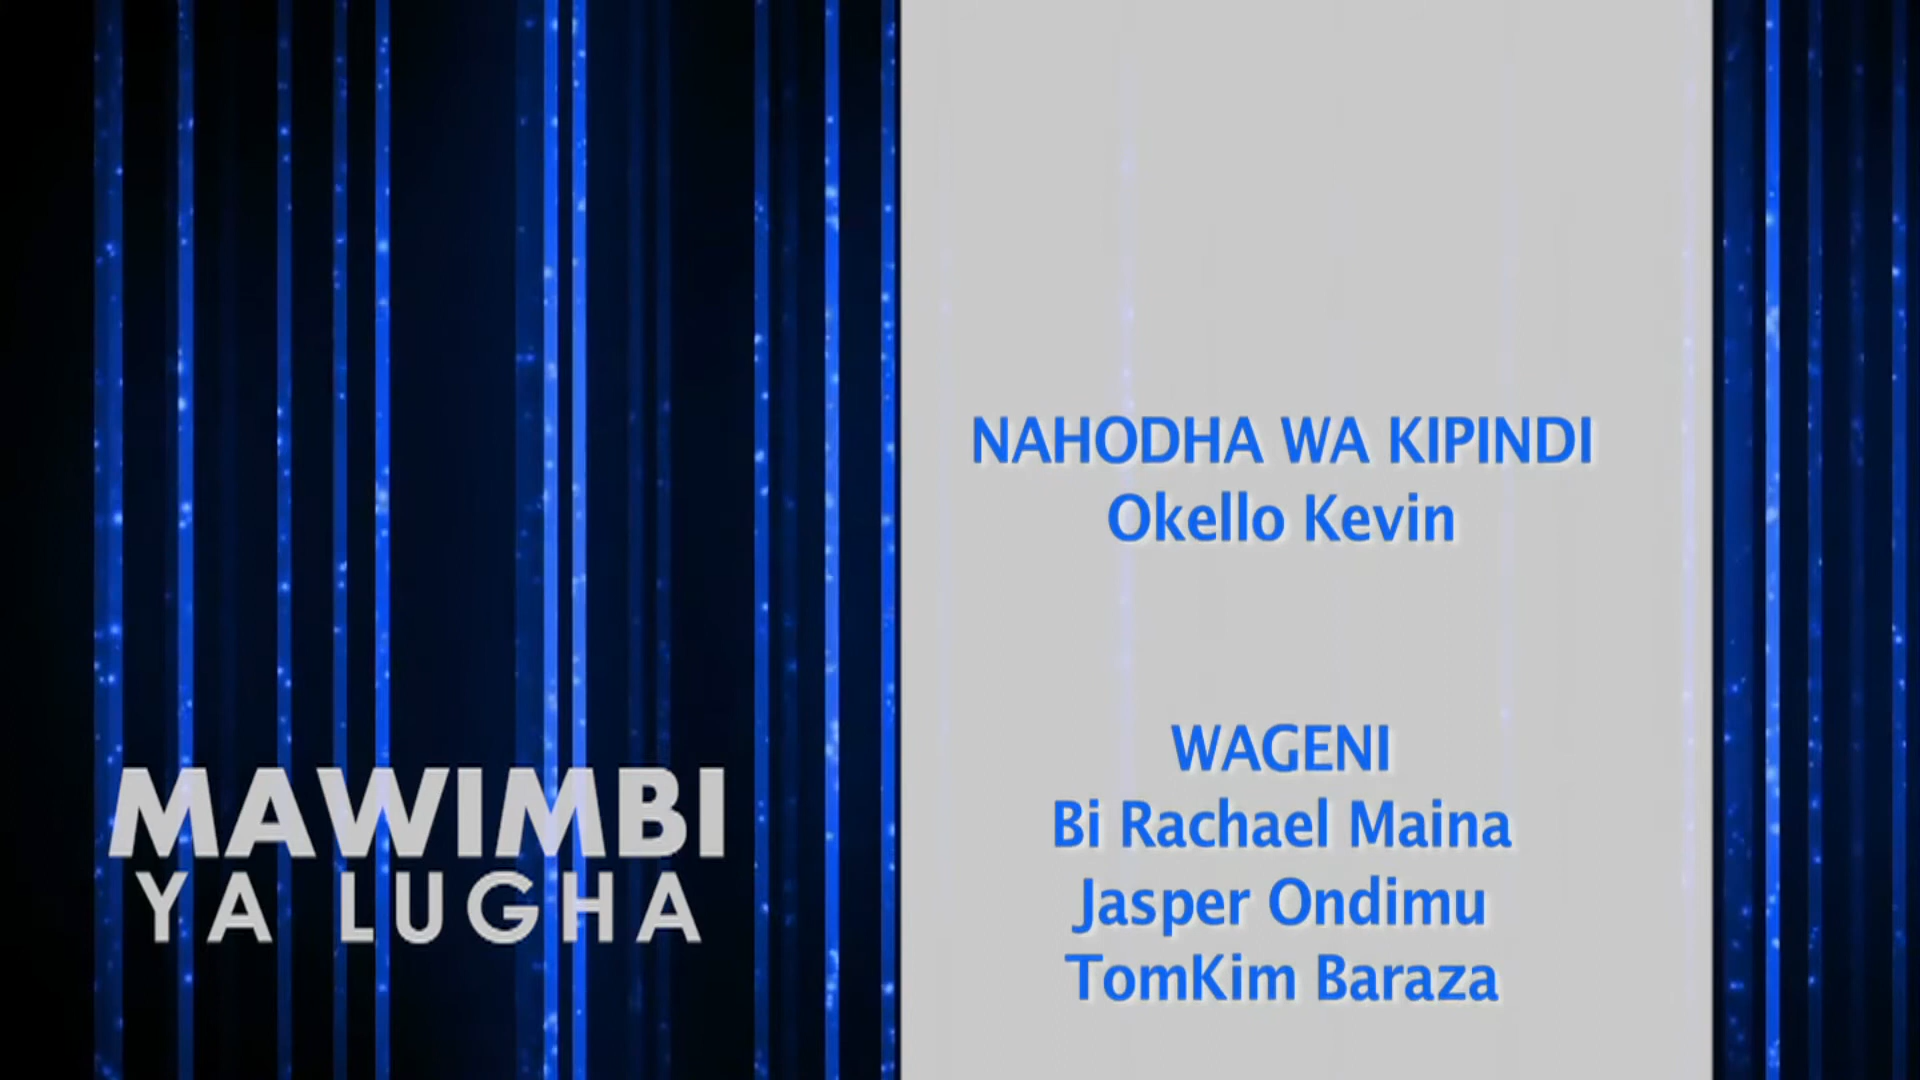 MAWIMBI
YA LUGHA
NAHODHA WA KIPINDI
Okello Kevin
WAGENI
Bi Rachael Maina
Jasper Ondimu
TomKim Baraza